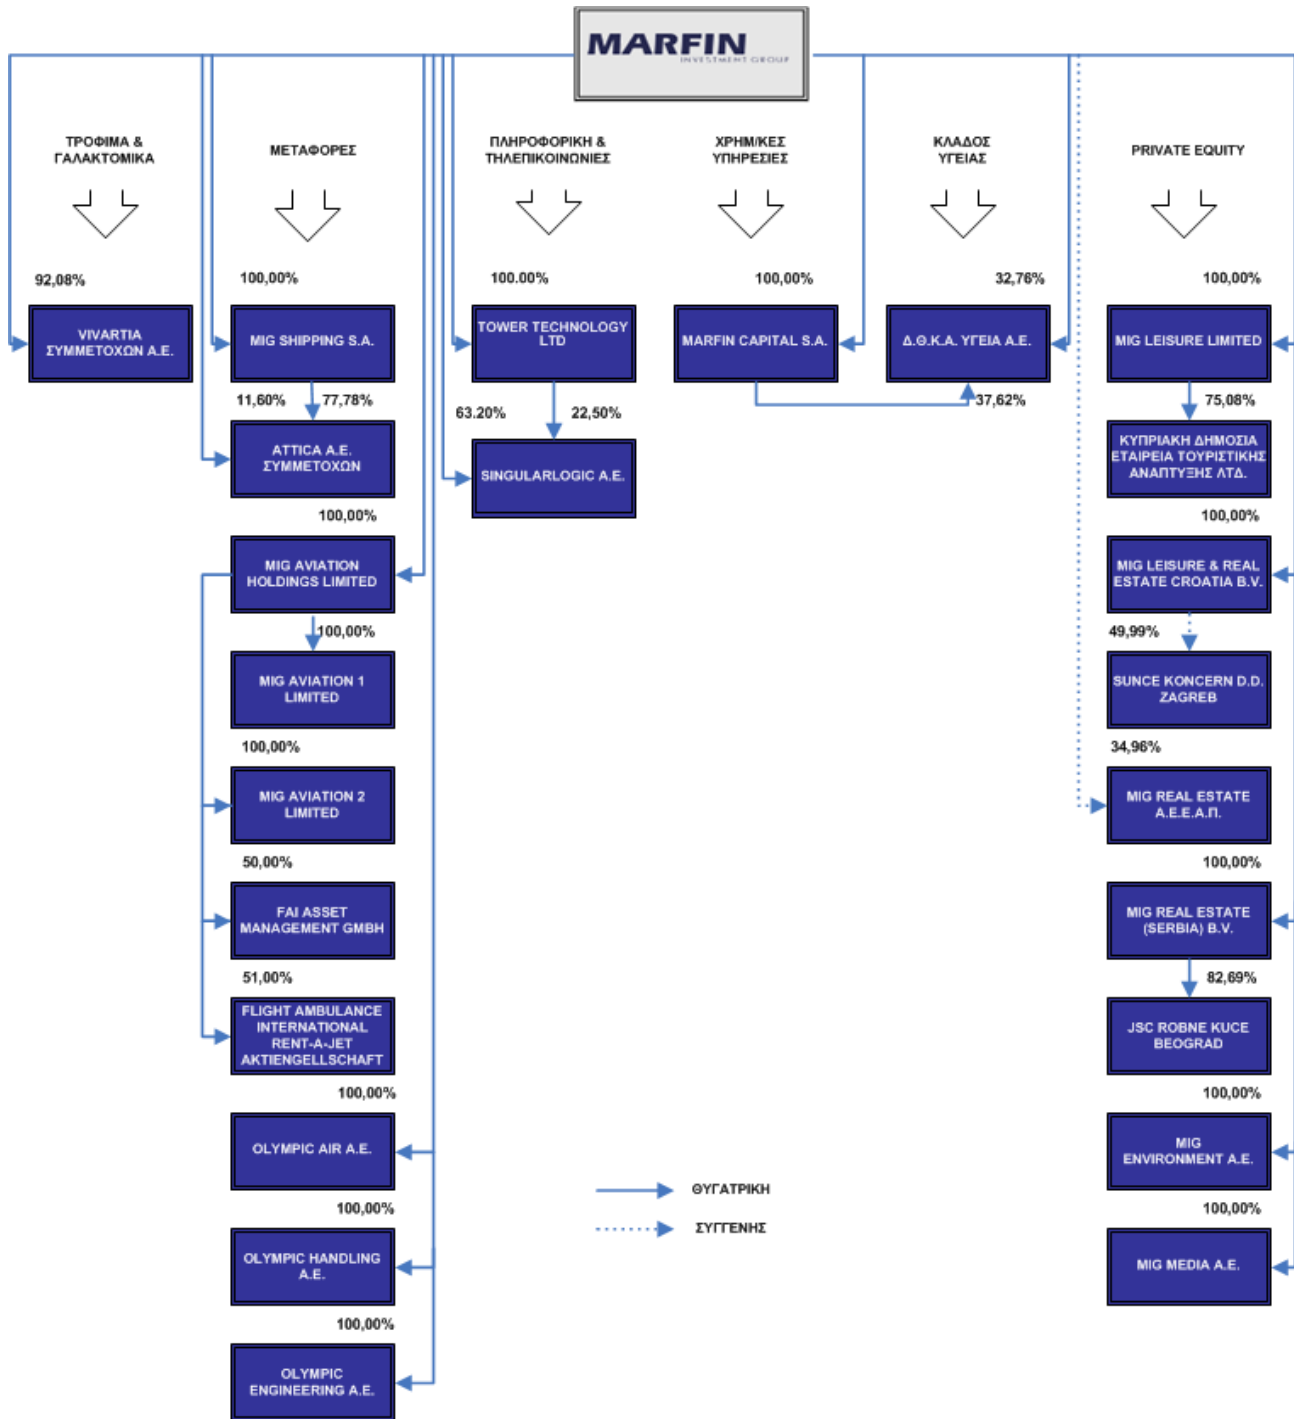 MARFIN
INVESTMENT GROUP
ΤΡΟΦΙΜΑ &
ΓΑΛΑΚΤΟΜΙΚΑ
92,08%
VIVARTIA
ΣΥΜΜΕΤΟΧΩΝ Α.Ε.
ΜΕΤΑΦΟΡΕΣ
100,00%
MIG SHIPPING S.A.
11,60%
77,78%
ATTICA A.E.
ΣΥΜΜΕΤΟΧΩΝ
100,00%
MIG AVIATION
HOLDINGS LIMITED
100,00%
MIG AVIATION 1
LIMITED
100,00%
MIG AVIATION 2
LIMITED
50,00%
FAI ASSET
MANAGEMENT GMBH
51,00%
FLIGHT AMBULANCE
INTERNATIONAL
RENT-A-JET
AKTIENGELLSCHAFT
100,00%
OLYMPIC AIR A.E.
100,00%
OLYMPIC HANDLING
A.E.
100,00%
OLYMPIC
ENGINEERING A.E.
ΠΛΗΡΟΦΟΡΙΚΗ &
ΤΗΛΕΠΙΚΟΙΝΩΝΙΕΣ
100.00%
TOWER TECHNOLOGY
LTD
63.20%
22,50%
SINGULARLOGIC A.E.
ΧΡΗΜ/ΚΕΣ
ΥΠΗΡΕΣΙΕΣ
100,00%
MARFIN CAPITAL S.A.
ΚΛΑΔΟΣ
ΥΓΕΙΑΣ
32,76%
Δ.Θ.Κ.Α. ΥΓΕΙΑ Α.Ε.
37,62%
PRIVATE EQUITY
100,00%
MIG LEISURE LIMITED
75,08%
ΚΥΠΡΙΑΚΗ ΔΗΜΟΣΙΑ
ΕΤΑΙΡΕΙΑ ΤΟΥΡΙΣΤΙΚΗΣ
ΑΝΑΠΤΥΞΗΣ ΛΤΔ.
100,00%
MIG LEISURE & REAL
ESTATE CROATIA B.V.
49,99%
SUNCE KONCERN D.D.
ZAGREB
34,96%
MIG REAL ESTATE
Α.Ε.Ε.Α.Π.
100,00%
MIG REAL ESTATE
(SERBIA) B.V.
82,69%
JSC ROBNE KUCE
BEOGRAD
100,00%
MIG
ENVIRONMENT A.E.
100,00%
MIG MEDIA A.E.
ΘΥΓΑΤΡΙΚΗ
ΣΥΓΓΕΝΗΣ